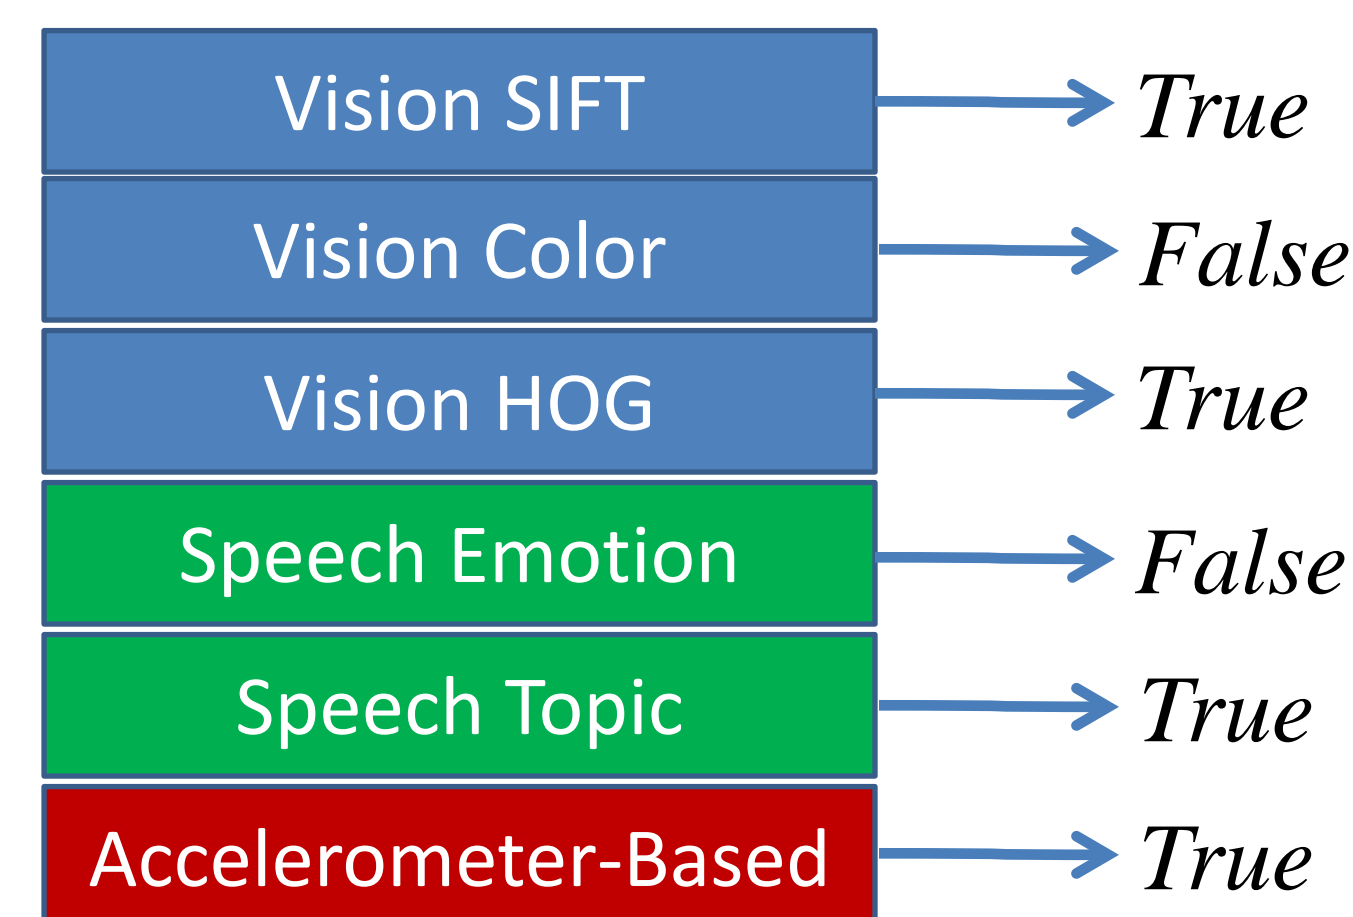 Vision SIFT True
Vision Color False
Vision HOG True
Speech Emotion False
Speech Topic True
Accelerometer-Based True